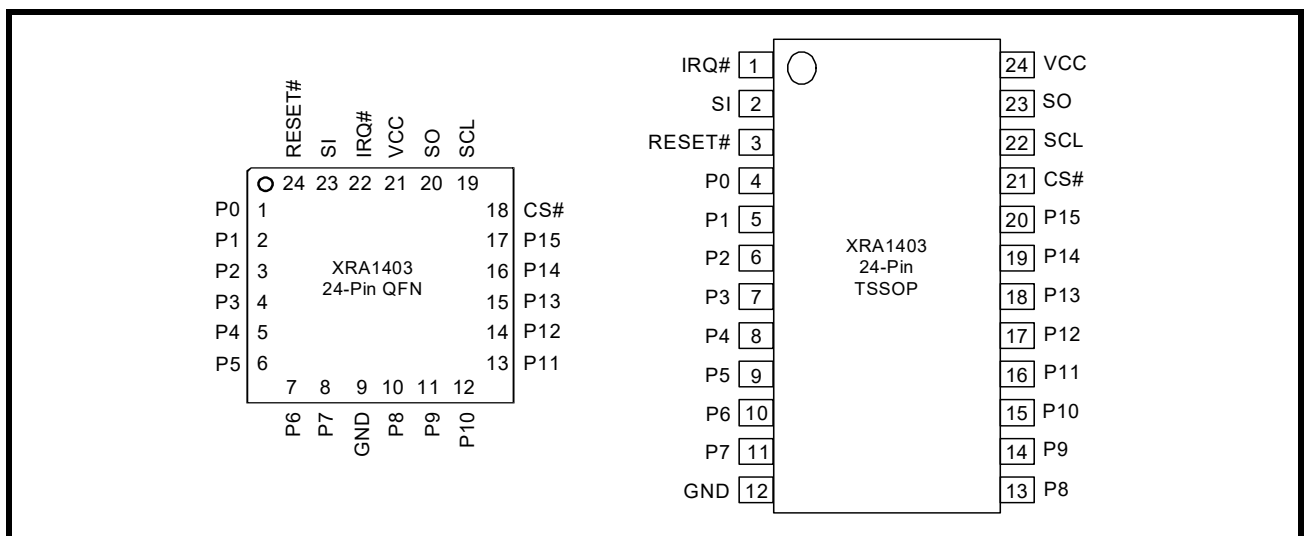 RESET# SI IRQ# VCC SO SCL
24 23 22 21 20 19
P0 1 18 CS#
P1 2 17 P15
P2 3 XRA1403 16 P14
24-Pin QFN
P3 4 15 P13
P4 5 14 P12
P5 6 13 P11
7 8 9 10 11 12
P6 P7 GND P8 P9 P10
IRQ# 1 24 VCC
SI 2 23 SO
RESET# 3 22 SCL
P0 4 21 CS#
P1 5 20 P15
XRA1403
P2 6 24-Pin 19 P14
TSSOP
P3 7 18 P13
P4 8 17 P12
P5 9 16 P11
P6 10 15 P10
P7 11 14 P9
GND 12 13 P8